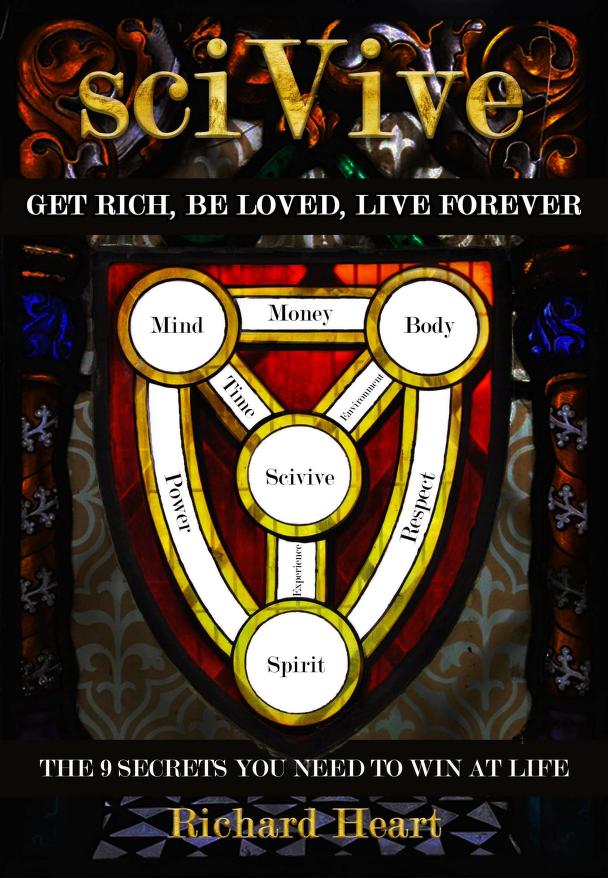 sciVive
GET RICH, BE LOVED, LIVE FOREVER
Mind
Money
Body
Time
Environment
Scivive
Power
Respect
Experience
Spirit
THE 9 SECRETS YOU NEED TO WIN AT LIFE
Richard Heart